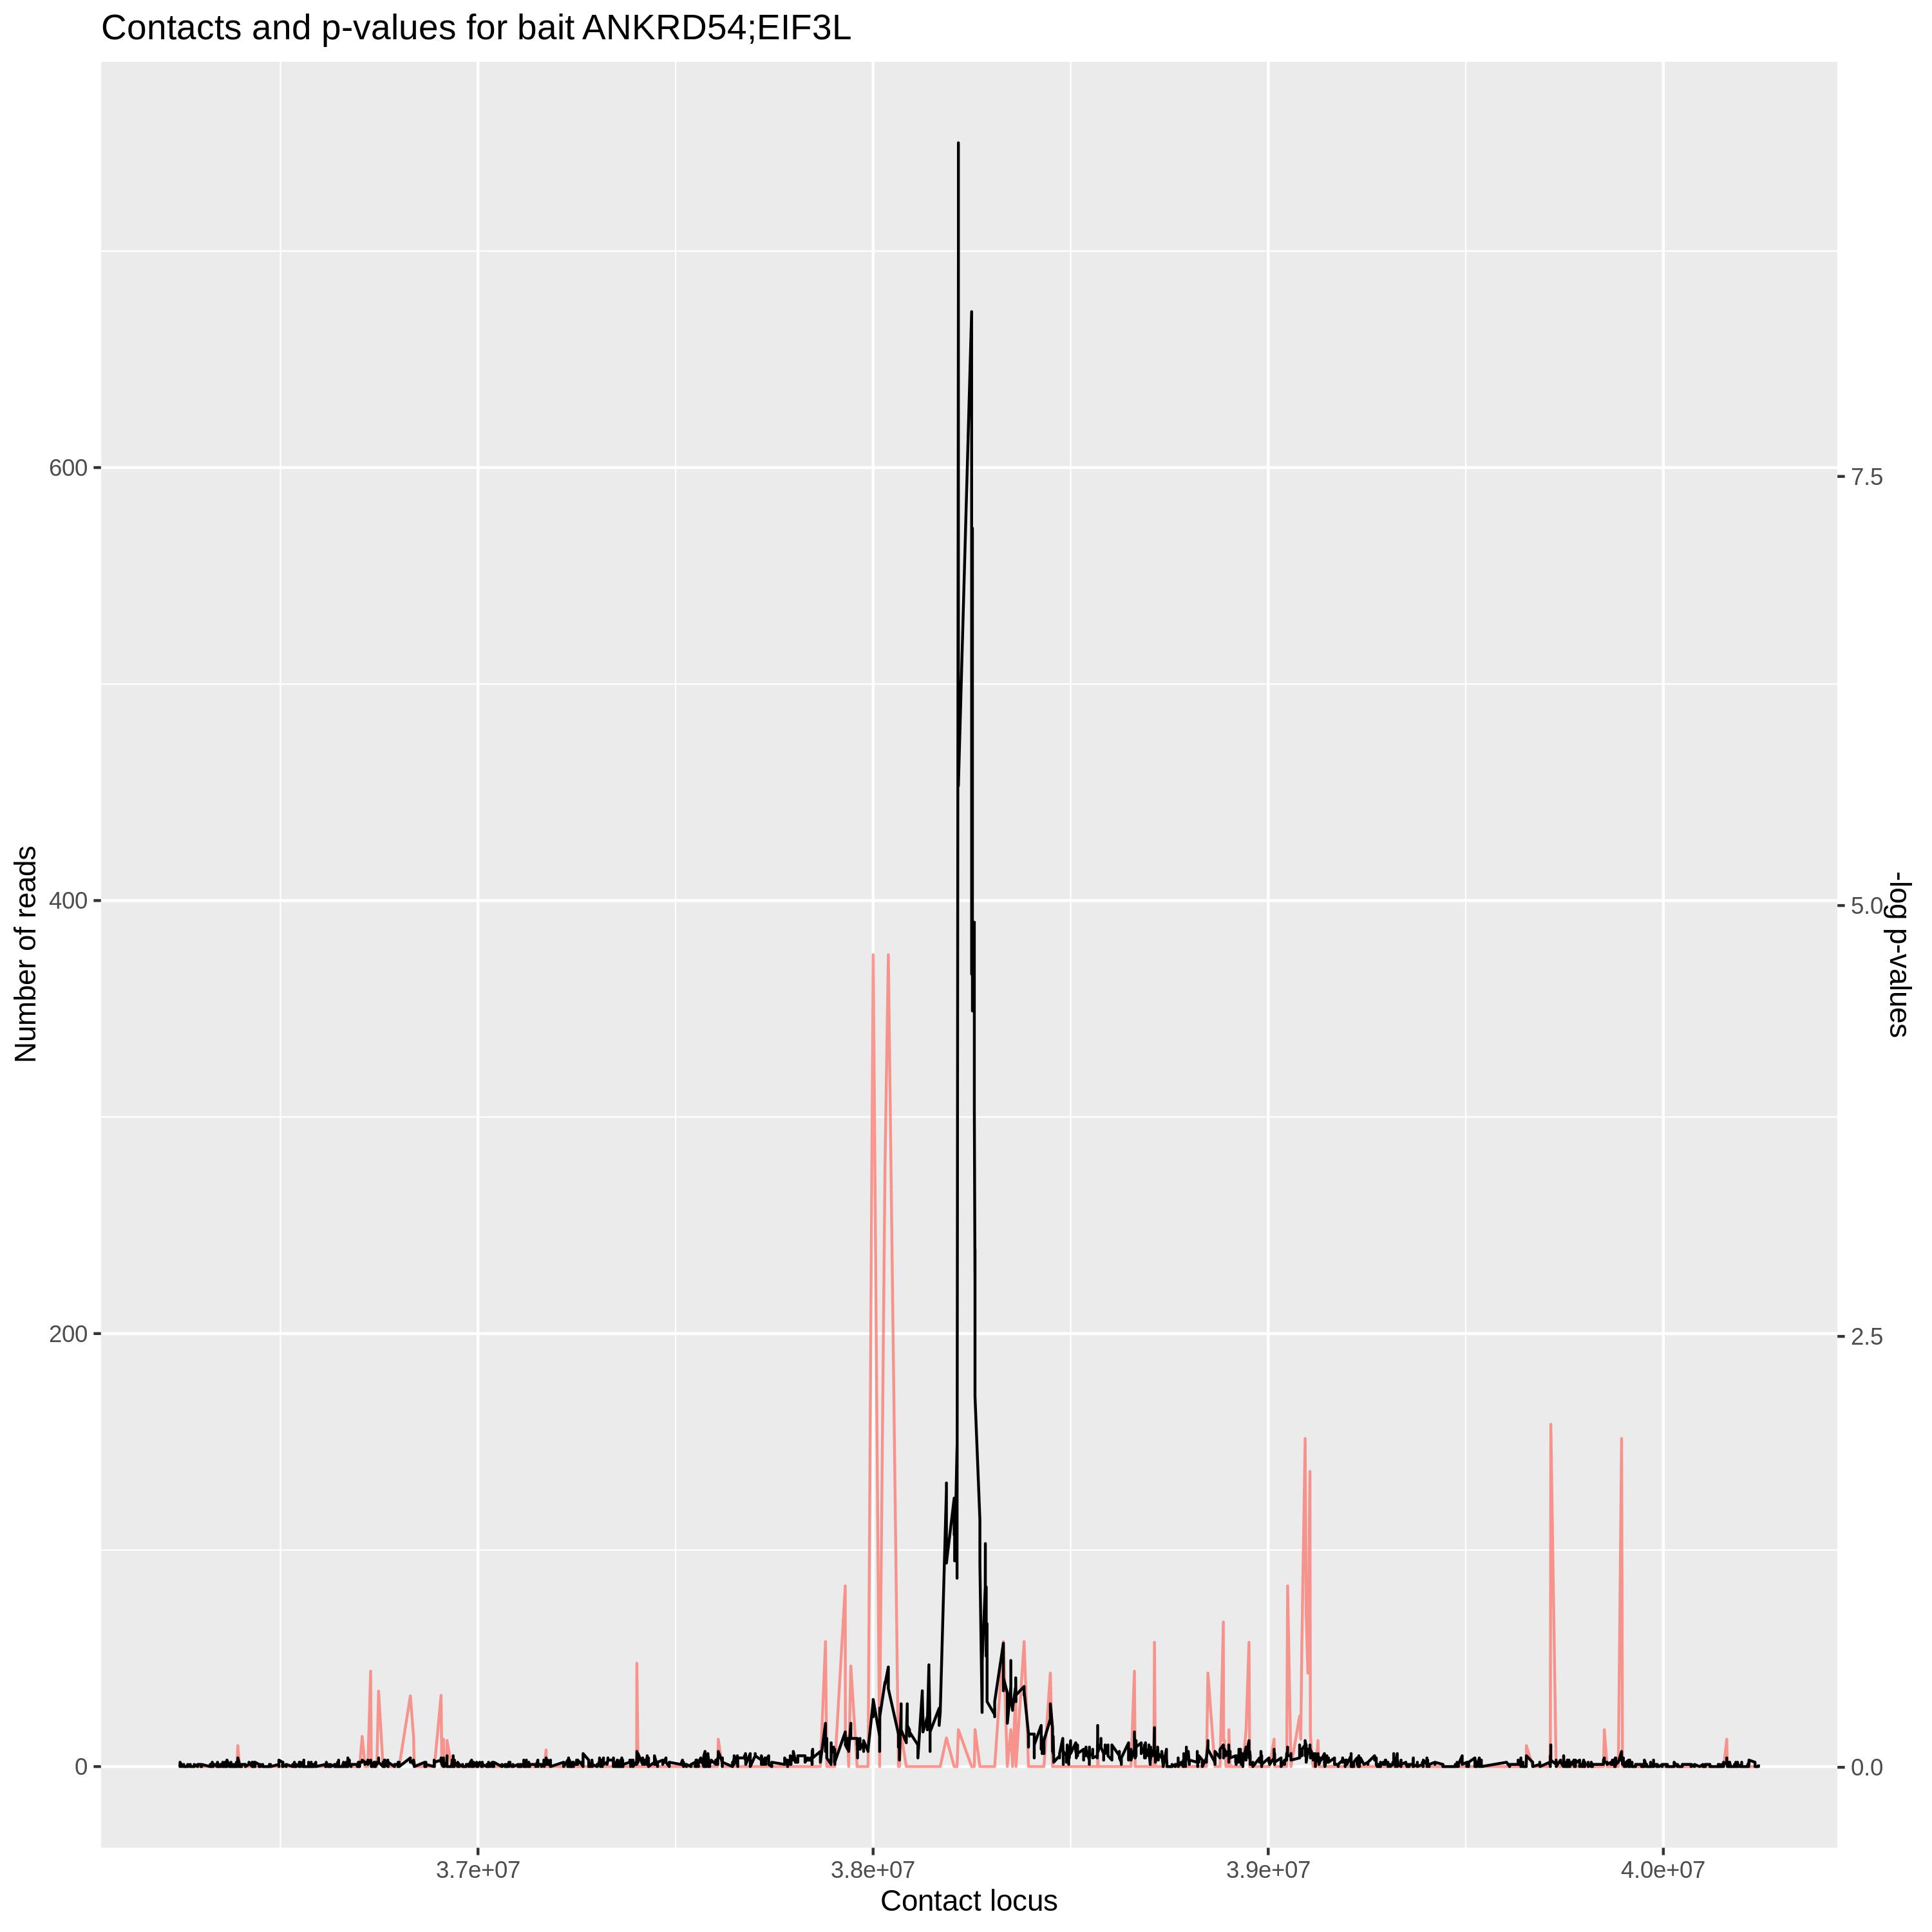 Contacts and p-values for bait ANKRD54;EIF3L
Number of reads
600
400
200
0
7.5
5.0
2.5
0.0
-log p-values
3.7e+07
3.8e+07
3.9e+07
4.0e+07
Contact locus